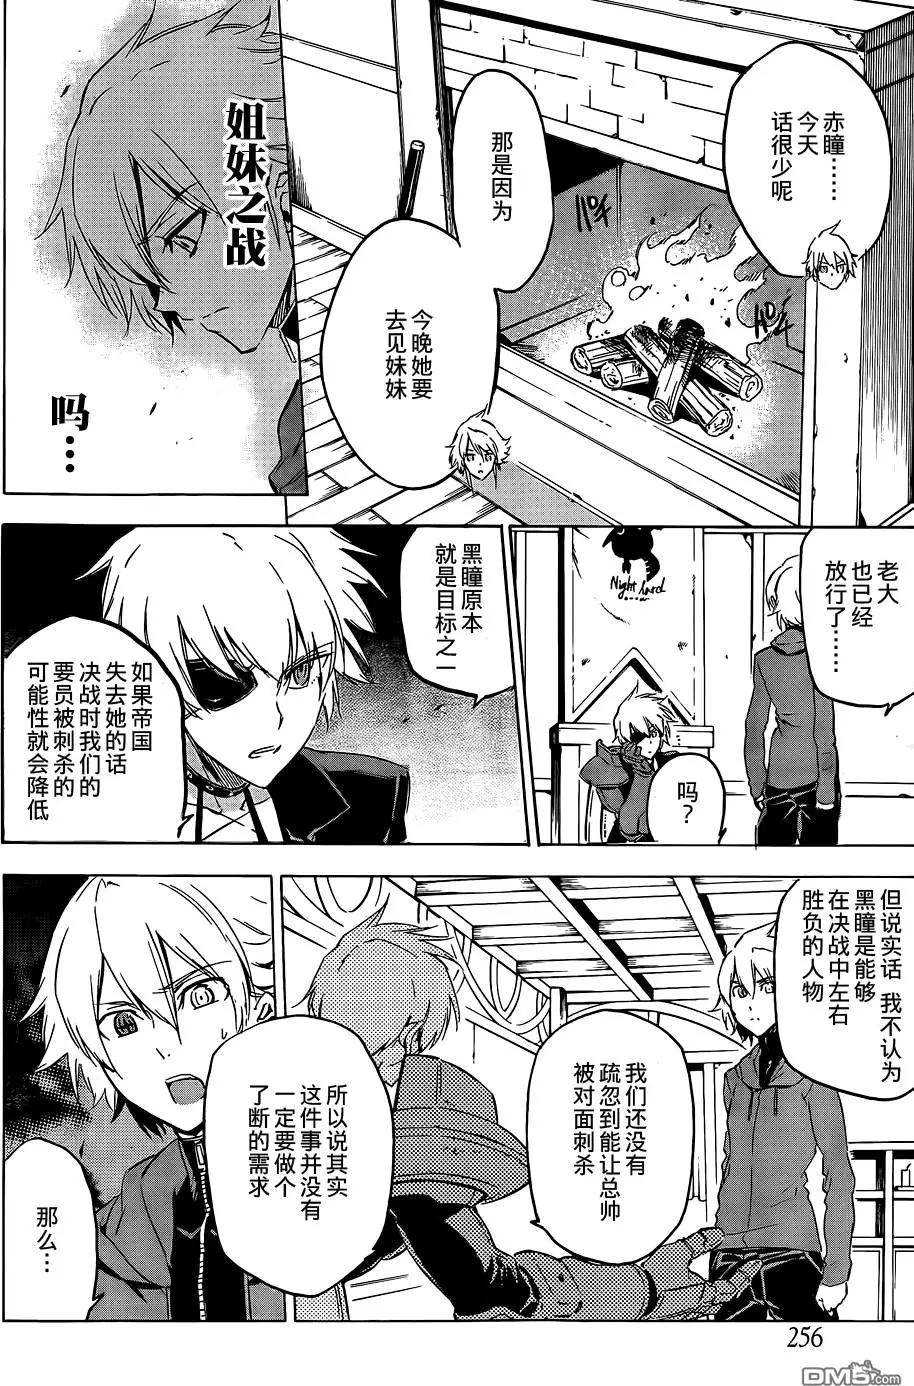 赤瞳……
今天
话很少呢
那是因为
今晚她要
去见妹妹
姐妹之战
吗…
老大
也已经
放行了……
Night Raid
吗？
黑瞳原本
就是目标之一
如果帝国
失去她的话
决战时我们的
要员被刺杀的
可能性就会降低
但说实话 我不认为
黑瞳是能够
在决战中左右
胜负的人物
我们还没有
疏忽到能让总帅
被对面刺杀
所以说其实
这件事并没有
一定要做个
了断的需求
那么…
256
DM5.com